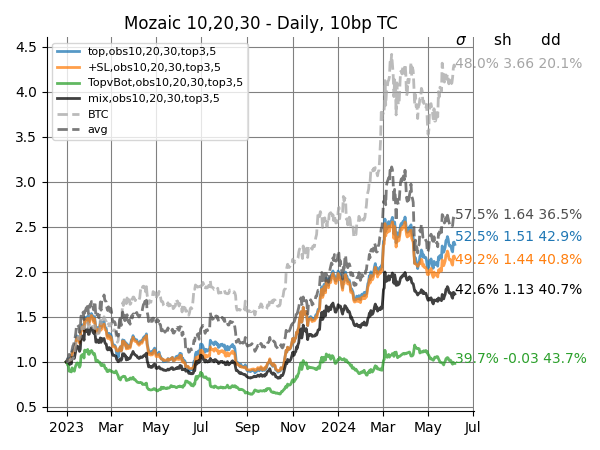 Mozaic 10,20,30 - Daily, 10bp TC
σ sh dd
top,obs10,20,30,top3,5
+SL,obs10,20,30,top3,5
TopvBot,obs10,20,30,top3,5
mix,obs10,20,30,top3,5
BTC
avg
48.0% 3.66 20.1%
57.5% 1.64 36.5%
52.5% 1.51 42.9%
49.2% 1.44 40.8%
42.6% 1.13 40.7%
39.7% -0.03 43.7%
4.5
4.0
3.5
3.0
2.5
2.0
1.5
1.0
0.5
2023 Mar May Jul Sep Nov 2024 Mar May Jul